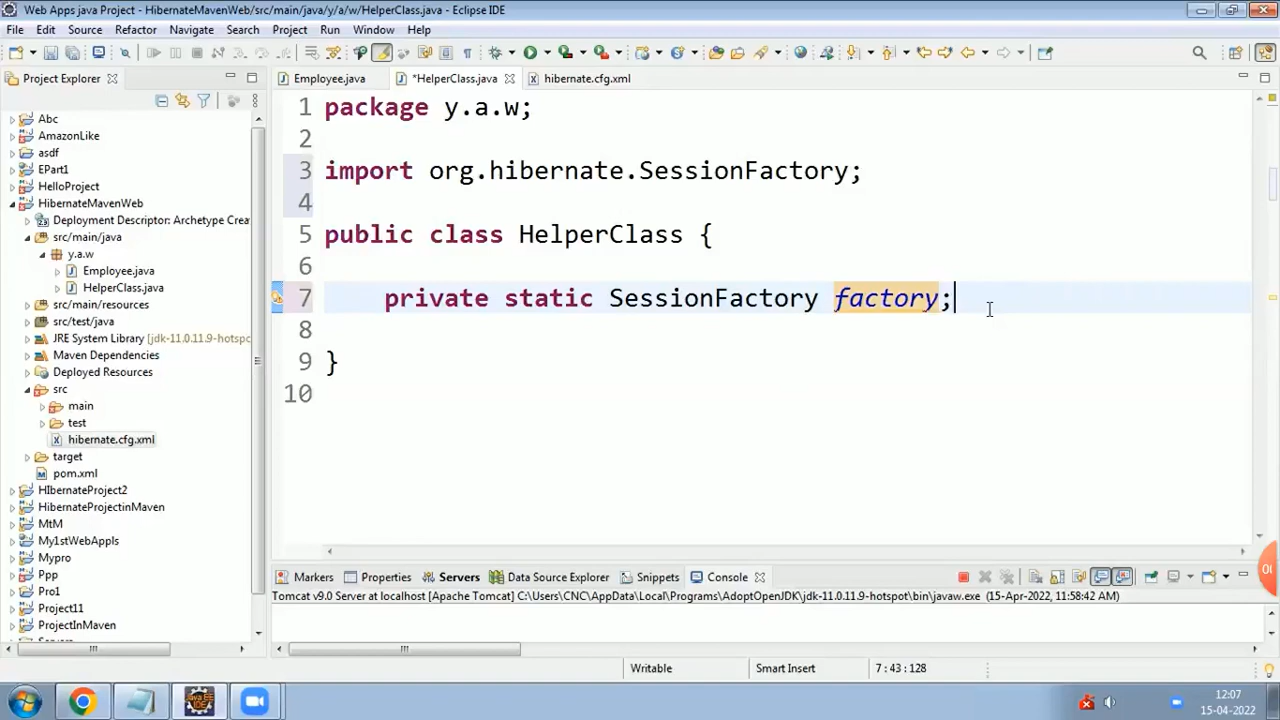 Web Apps java Project - HibernateMavenWeb/src/main/java/y/a/w/HelperClass.java - Eclipse IDE
File Edit Source Refactor Navigate Search Project Run Window Help
Project Explorer
Employee.java *HelperClass.java hibernate.cfg.xml
Abc
AmazonLike
asdf
EPart1
HelloProject
HibernateMavenWeb
Deployment Descriptor: Archetype Crea
src/main/java
y.a.w
Employee.java
HelperClass.java
src/main/resources
src/test/java
JRE System Library [jdk-11.0.11.9-hotspo
Maven Dependencies
Deployed Resources
src
main
test
hibernate.cfg.xml
target
pom.xml
HIbernateProject2
HibernateProjectinMaven
MtM
My1stWebAppls
Mypro
Ppp
Pro1
Project11
ProjectInMaven
1 package y.a.w;
2
3 import org.hibernate.SessionFactory;
4
5 public class HelperClass {
6
7 private static SessionFactory factory;
8
9 }
10
Markers Properties Servers Data Source Explorer Snippets Console
Tomcat v9.0 Server at localhost [Apache Tomcat] C:\Users\CNC\AppData\Local\Programs\AdoptOpenJDK\jdk-11.0.11.9-hotspot\bin\javaw.exe (15-Apr-2022, 11:58:42 AM)
Writable Smart Insert 7 : 43 : 128
12:07
15-04-2022